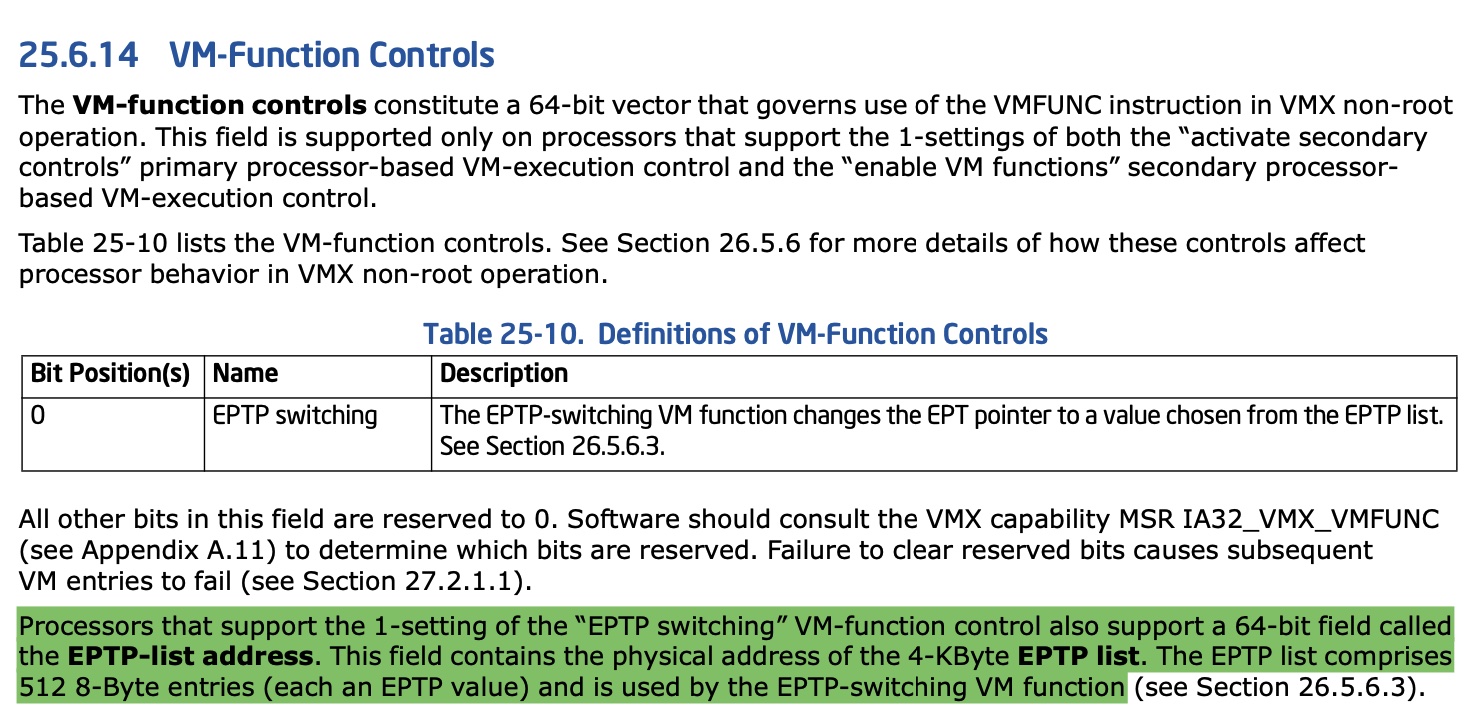 25.6.14 VM-Function Controls
The VM-function controls constitute a 64-bit vector that governs use of the VMFUNC instruction in VMX non-root
operation. This field is supported only on processors that support the 1-settings of both the “activate secondary
controls” primary processor-based VM-execution control and the “enable VM functions” secondary processor-
based VM-execution control.
Table 25-10 lists the VM-function controls. See Section 26.5.6 for more details of how these controls affect
processor behavior in VMX non-root operation.
Table 25-10. Definitions of VM-Function Controls
Bit Position(s) Name Description
0 EPTP switching The EPTP-switching VM function changes the EPT pointer to a value chosen from the EPTP list.
See Section 26.5.6.3.
All other bits in this field are reserved to 0. Software should consult the VMX capability MSR IA32_VMX_VMFUNC
(see Appendix A.11) to determine which bits are reserved. Failure to clear reserved bits causes subsequent
VM entries to fail (see Section 27.2.1.1).
Processors that support the 1-setting of the “EPTP switching” VM-function control also support a 64-bit field called
the EPTP-list address. This field contains the physical address of the 4-KByte EPTP list. The EPTP list comprises
512 8-Byte entries (each an EPTP value) and is used by the EPTP-switching VM function (see Section 26.5.6.3).